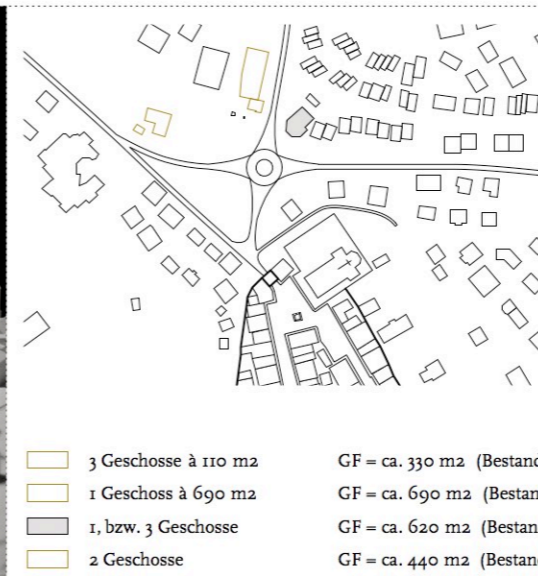 3 Geschosse à 110 m2 GF = ca. 330 m2 (Bestand
1 Geschoss à 690 m2 GF = ca. 690 m2 (Bestan
1, bzw. 3 Geschosse GF = ca. 620 m2 (Bestan
2 Geschosse GF = ca. 440 m2 (Bestand